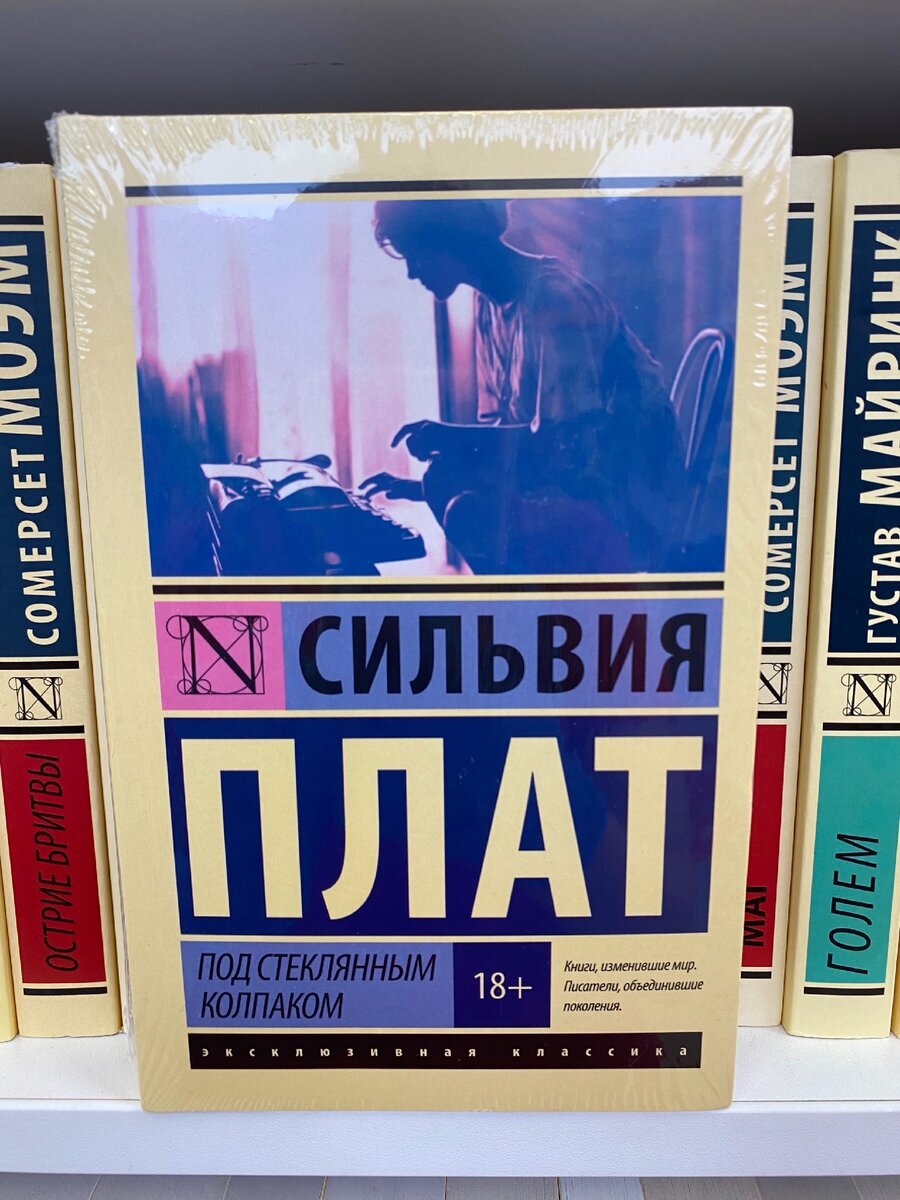 СОМЕРСЕТ МОЭМ
N
ОСТРИЕ БРИТВЫ
N
СИЛЬВИЯ
ПЛАТ
ПОД СТЕКЛЯННЫМ
КОЛПАКОМ
18+
Книги, изменившие мир.
Писатели, объединившие
поколения.
эксклюзивная классика
СОМЕРСЕТ МОЭМ
N
МАГ
ГУСТАВ МАЙРИНК
N
ГОЛЕМ